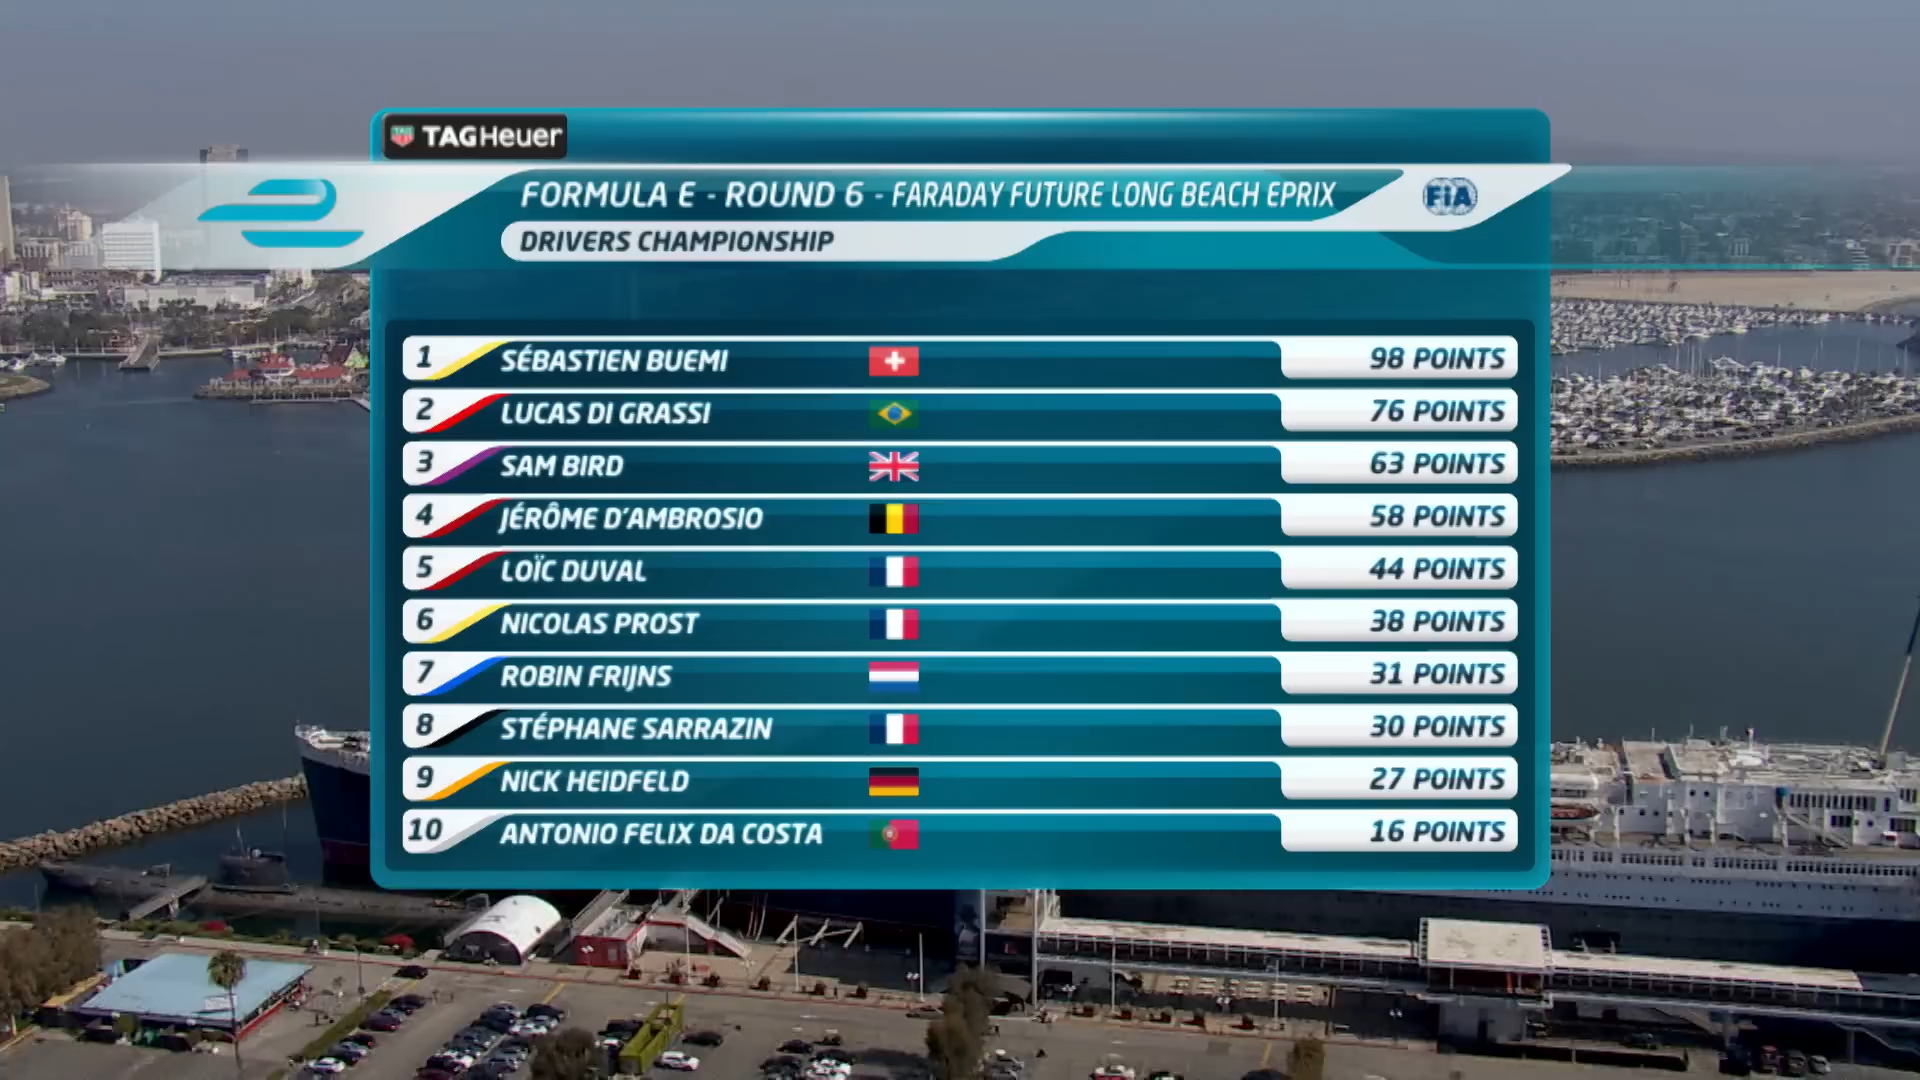 TAGHeuer
FORMULA E - ROUND 6 - FARADAY FUTURE LONG BEACH EPRIX
FIA
DRIVERS CHAMPIONSHIP
1 SÉBASTIEN BUEMI 98 POINTS
2 LUCAS DI GRASSI 76 POINTS
3 SAM BIRD 63 POINTS
4 JÉRÔME D'AMBROSIO 58 POINTS
5 LOÏC DUVAL 44 POINTS
6 NICOLAS PROST 38 POINTS
7 ROBIN FRIJNS 31 POINTS
8 STÉPHANE SARRAZIN 30 POINTS
9 NICK HEIDFELD 27 POINTS
10 ANTONIO FELIX DA COSTA 16 POINTS